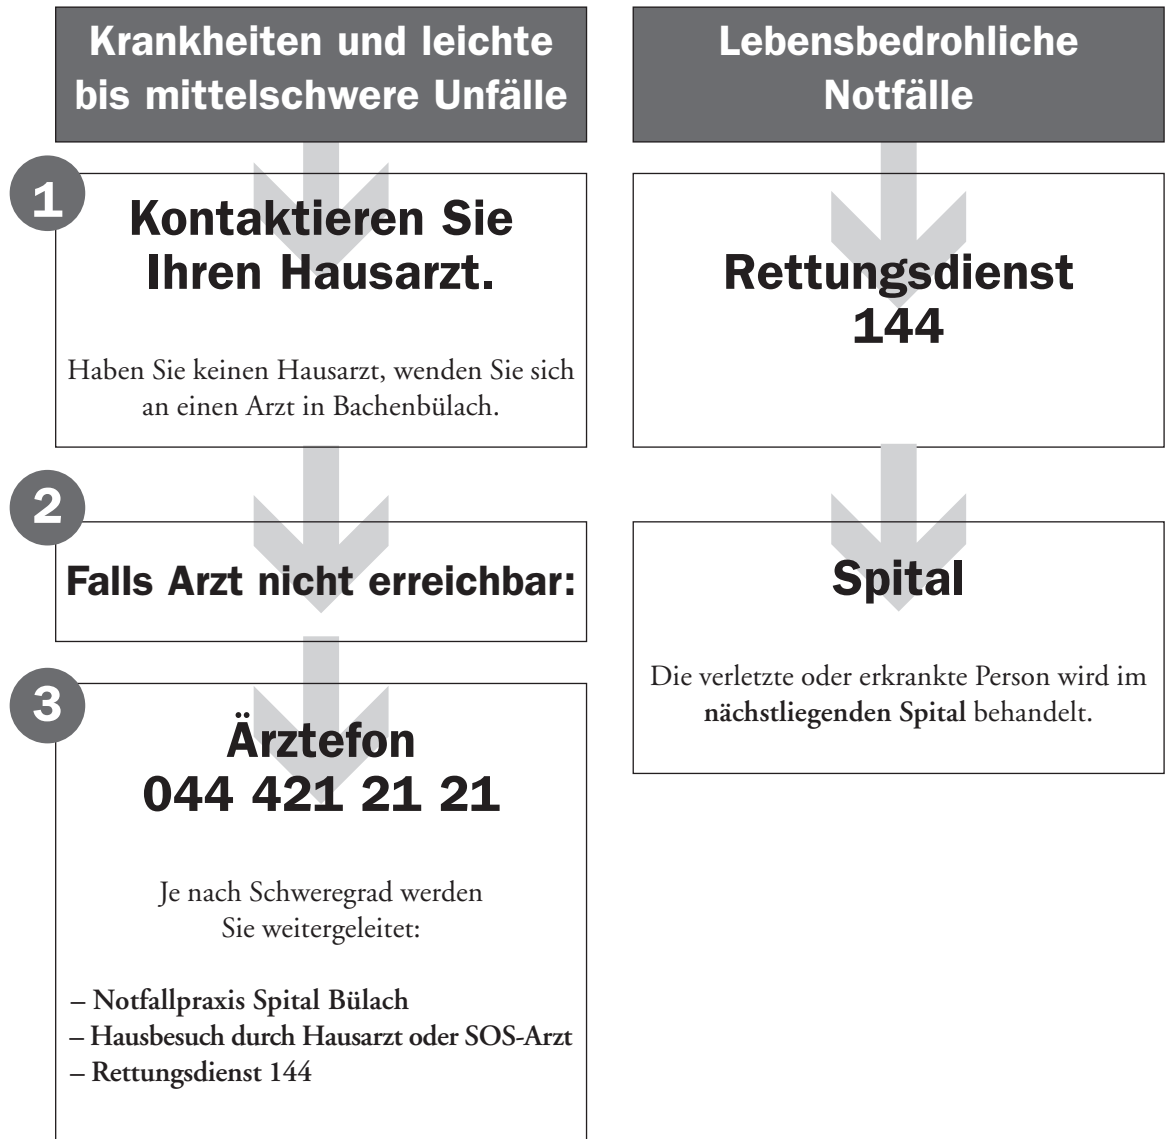 Krankheiten und leichte
bis mittelschwere Unfälle
1
Kontaktieren Sie
Ihren Hausarzt.
Haben Sie keinen Hausarzt, wenden Sie sich
an einen Arzt in Bachenbülach.
2
Falls Arzt nicht erreichbar:
3
Ärztefon
044 421 21 21
Je nach Schweregrad werden
Sie weitergeleitet:
– Notfallpraxis Spital Bülach
– Hausbesuch durch Hausarzt oder SOS-Arzt
– Rettungsdienst 144
Lebensbedrohliche
Notfälle
Rettungsdienst
144
Spital
Die verletzte oder erkrankte Person wird im
nächstliegenden Spital behandelt.